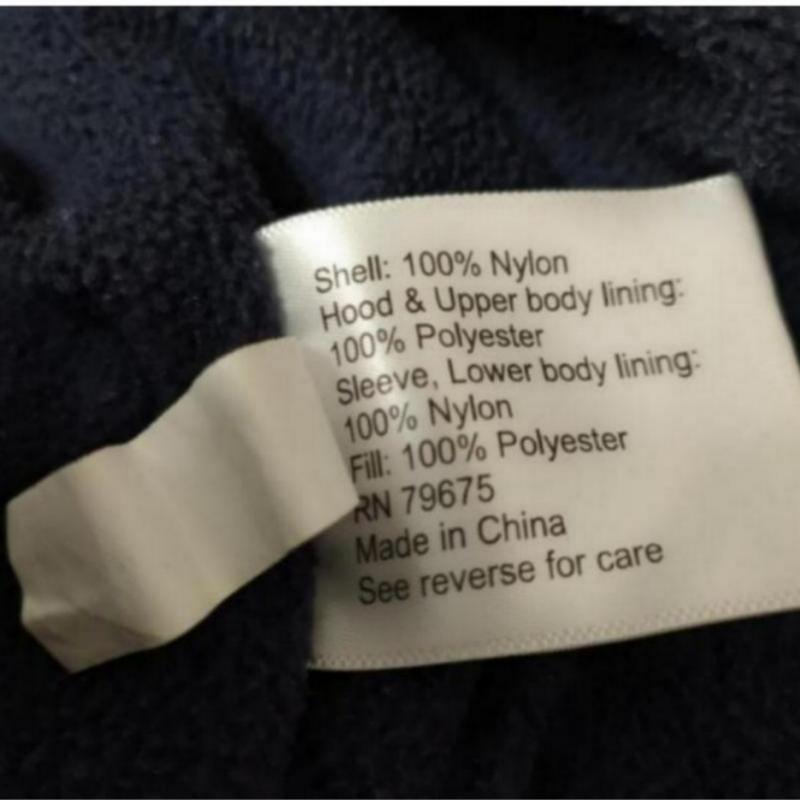 Shell: 100% Nylon
Hood & Upper body lining:
100% Polyester
Sleeve, Lower body lining:
100% Nylon
Fill: 100% Polyester
RN 79675
Made in China
See reverse for care